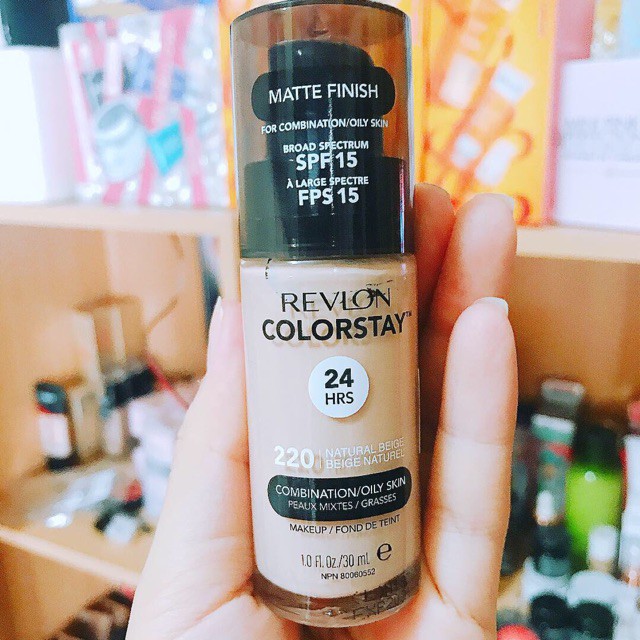 MATTE FINISH
FOR COMBINATION/OILY SKIN
BROAD SPECTRUM
SPF 15
À LARGE SPECTRE
FPS 15
REVLON
COLORSTAY™
24
HRS
220 NATURAL BEIGE
BEIGE NATUREL
COMBINATION/OILY SKIN
PEAUX MIXTES / GRASSES
MAKEUP / FOND DE TEINT
1.0 fl. oz./30 mL e
NPN 80060552